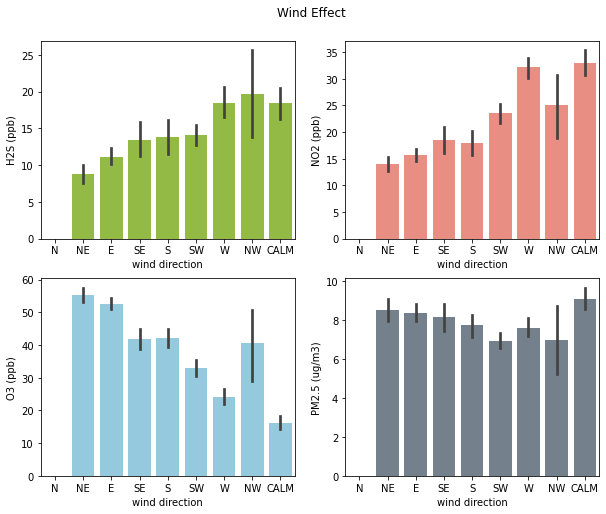 Wind Effect
H2S (ppb)
25
20
15
10
5
0
N NE E SE S SW W NW CALM
wind direction
NO2 (ppb)
35
30
25
20
15
10
5
0
N NE E SE S SW W NW CALM
wind direction
O3 (ppb)
60
50
40
30
20
10
0
N NE E SE S SW W NW CALM
wind direction
PM2.5 (ug/m3)
10
8
6
4
2
0
N NE E SE S SW W NW CALM
wind direction